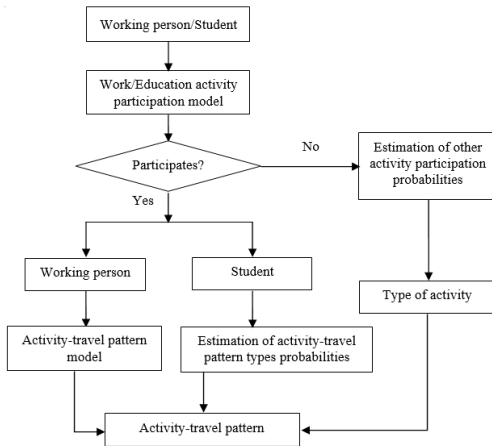 Working person/Student
Work/Education activity
participation model
Participates?
No
Estimation of other
activity participation
probabilities
Yes
Working person
Student
Type of activity
Activity-travel pattern
model
Estimation of activity-travel
pattern types probabilities
Activity-travel pattern